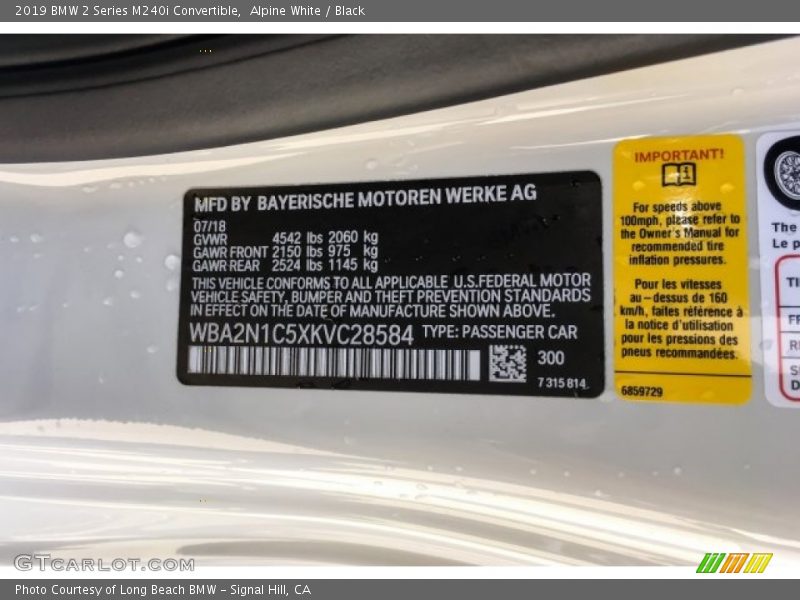 2019 BMW 2 Series M240i Convertible,  Alpine White / Black
MFD BY BAYERISCHE MOTOREN WERKE AG
07/18
GVWR 4542 lbs 2060 kg
GAWR FRONT 2150 lbs 975 kg
GAWR REAR 2524 lbs 1145 kg
THIS VEHICLE CONFORMS TO ALL APPLICABLE U.S.FEDERAL MOTOR
VEHICLE SAFETY, BUMPER AND THEFT PREVENTION STANDARDS
IN EFFECT ON THE DATE OF MANUFACTURE SHOWN ABOVE.
WBA2N1C5XKVC28584 TYPE: PASSENGER CAR
300
7 315 814
IMPORTANT!
For speeds above
100mph, please refer to
the Owner's Manual for
recommended tire
inflation pressures.
Pour les vitesses
au-dessus de 160
km/h, faites référence à
la notice d'utilisation
pour les pressions des
pneus recommandées.
6859729
The
Le p
TI
F
R
S
D
GTCARLOT.COM
Photo Courtesy of Long Beach BMW - Signal Hill, CA